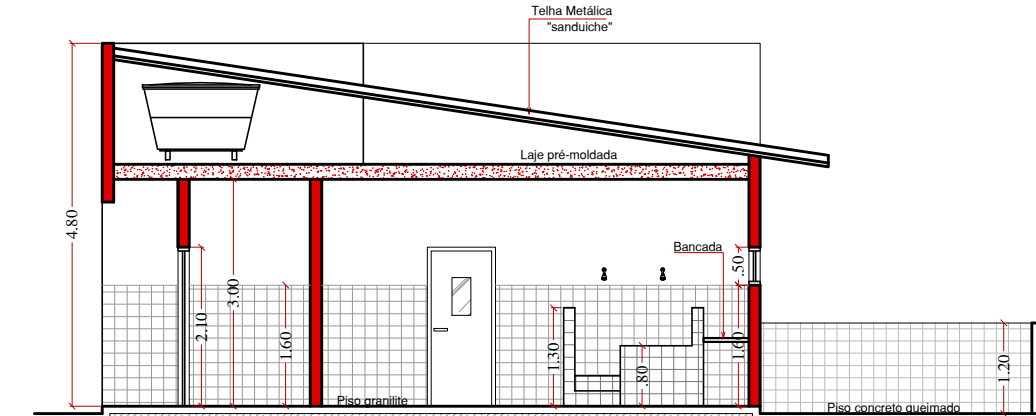 Telha Metálica
"sanduiche"
Laje pré-moldada
4.80
Bancada
.50
3.00
2.10
1.60
1.30
.80
1.60
1.20
Piso granilite
Piso concreto queimado